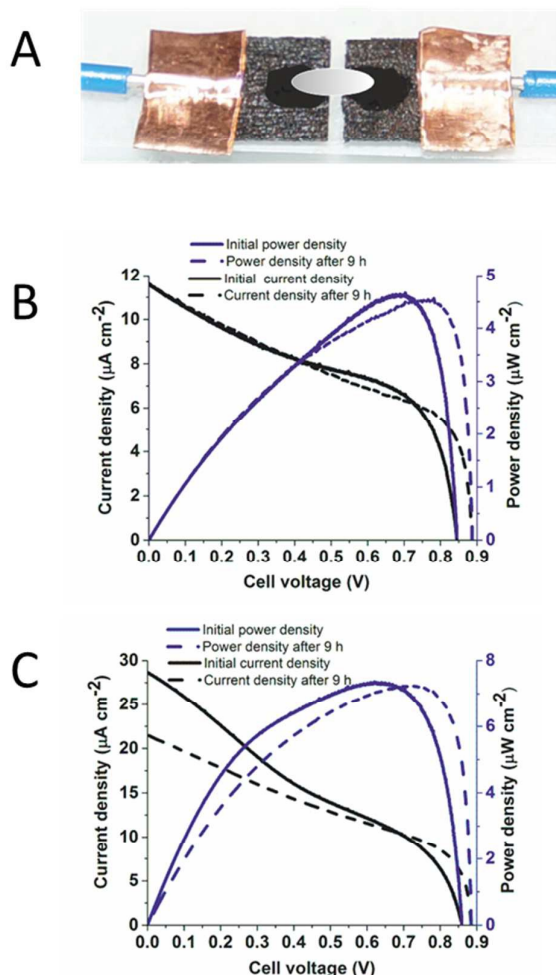 A
B
Initial power density
Power density after 9 h
Initial current density
Current density after 9 h
12
10
8
6
4
2
0
5
4
3
2
1
0
Current density (µA cm⁻²)
Power density (µW cm⁻²)
0.0 0.1 0.2 0.3 0.4 0.5 0.6 0.7 0.8 0.9
Cell voltage (V)
C
Initial power density
Power density after 9 h
Initial current density
Current density after 9 h
30
25
20
15
10
5
0
8
7
6
4
3
1
0
Current density (µA cm⁻²)
Power density (µW cm⁻²)
0.0 0.1 0.2 0.3 0.4 0.5 0.6 0.7 0.8 0.9
Cell voltage (V)